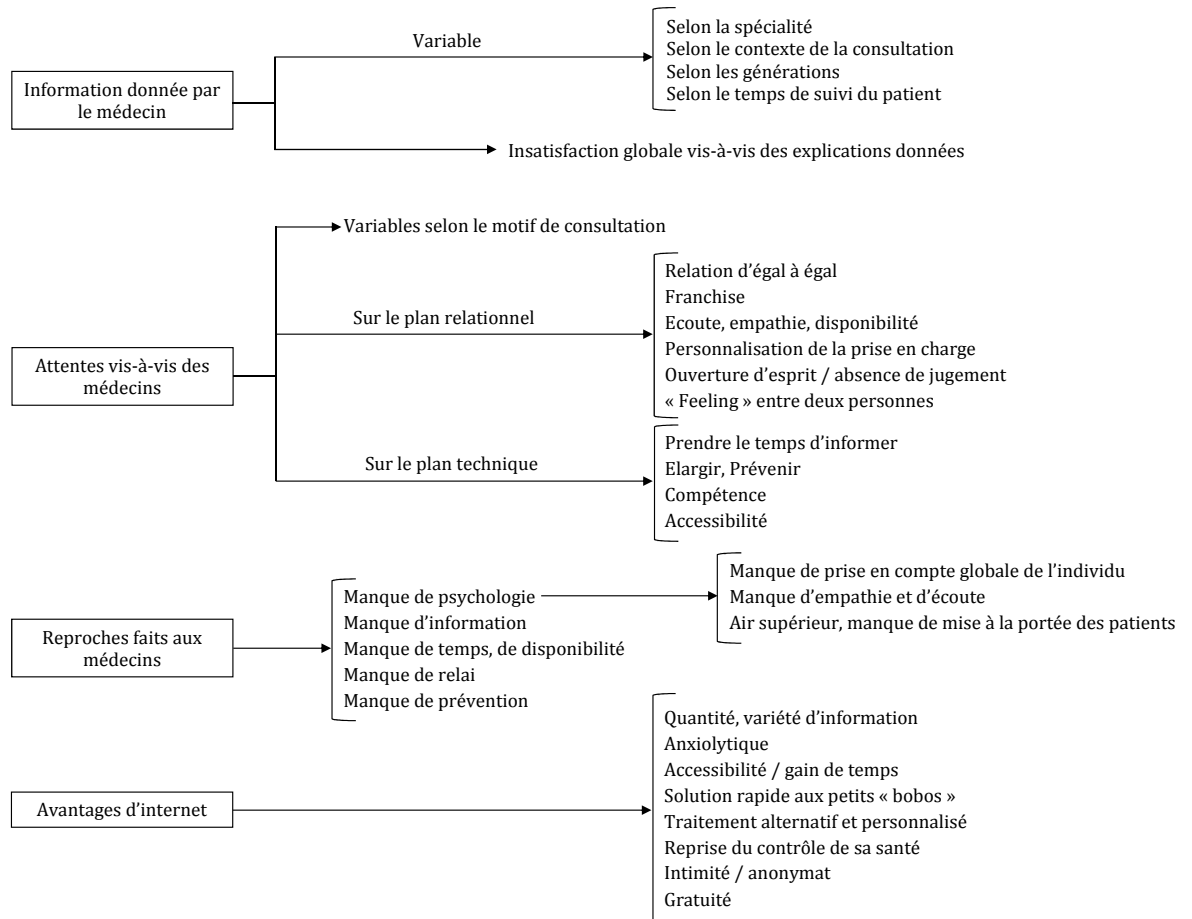 Variable
Selon la spécialité
Selon le contexte de la consultation
Selon les générations
Selon le temps de suivi du patient
Information donnée par
le médecin
Insatisfaction globale vis-à-vis des explications données
Variables selon le motif de consultation
Sur le plan relationnel
Relation d’égal à égal
Franchise
Ecoute, empathie, disponibilité
Personnalisation de la prise en charge
Ouverture d’esprit / absence de jugement
« Feeling » entre deux personnes
Attentes vis-à-vis des
médecins
Sur le plan technique
Prendre le temps d’informer
Elargir, Prévenir
Compétence
Accessibilité
Reproches faits aux
médecins
Manque de psychologie
Manque d’information
Manque de temps, de disponibilité
Manque de relai
Manque de prévention
Manque de prise en compte globale de l’individu
Manque d’empathie et d’écoute
Air supérieur, manque de mise à la portée des patients
Avantages d’internet
Quantité, variété d’information
Anxiolytique
Accessibilité / gain de temps
Solution rapide aux petits « bobos »
Traitement alternatif et personnalisé
Reprise du contrôle de sa santé
Intimité / anonymat
Gratuité